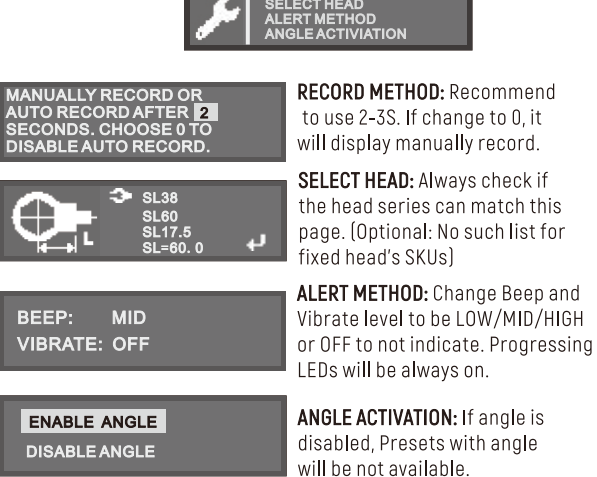 SELECT HEAD
ALERT METHOD
ANGLE ACTIVIATION
MANUALLY RECORD OR
AUTO RECORD AFTER 2
SECONDS. CHOOSE 0 TO
DISABLE AUTO RECORD.
RECORD METHOD: Recommend
to use 2-3S. If change to 0, it
will display manually record.
SL38
SL60
SL17.5
SL=60. 0
L
SELECT HEAD: Always check if
the head series can match this
page. (Optional: No such list for
fixed head's SKUs)
BEEP: MID
VIBRATE: OFF
ALERT METHOD: Change Beep and
Vibrate level to be LOW/MID/HIGH
or OFF to not indicate. Progressing
LEDs will be always on.
ENABLE ANGLE
DISABLE ANGLE
ANGLE ACTIVATION: If angle is
disabled, Presets with angle
will be not available.